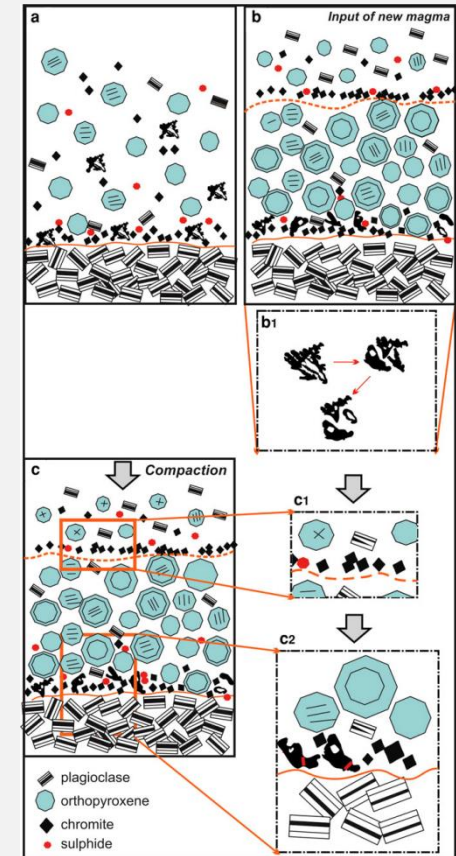 a
b
Input of new magma
b1
c
Compaction
c1
c2
plagioclase
orthopyroxene
chromite
sulphide